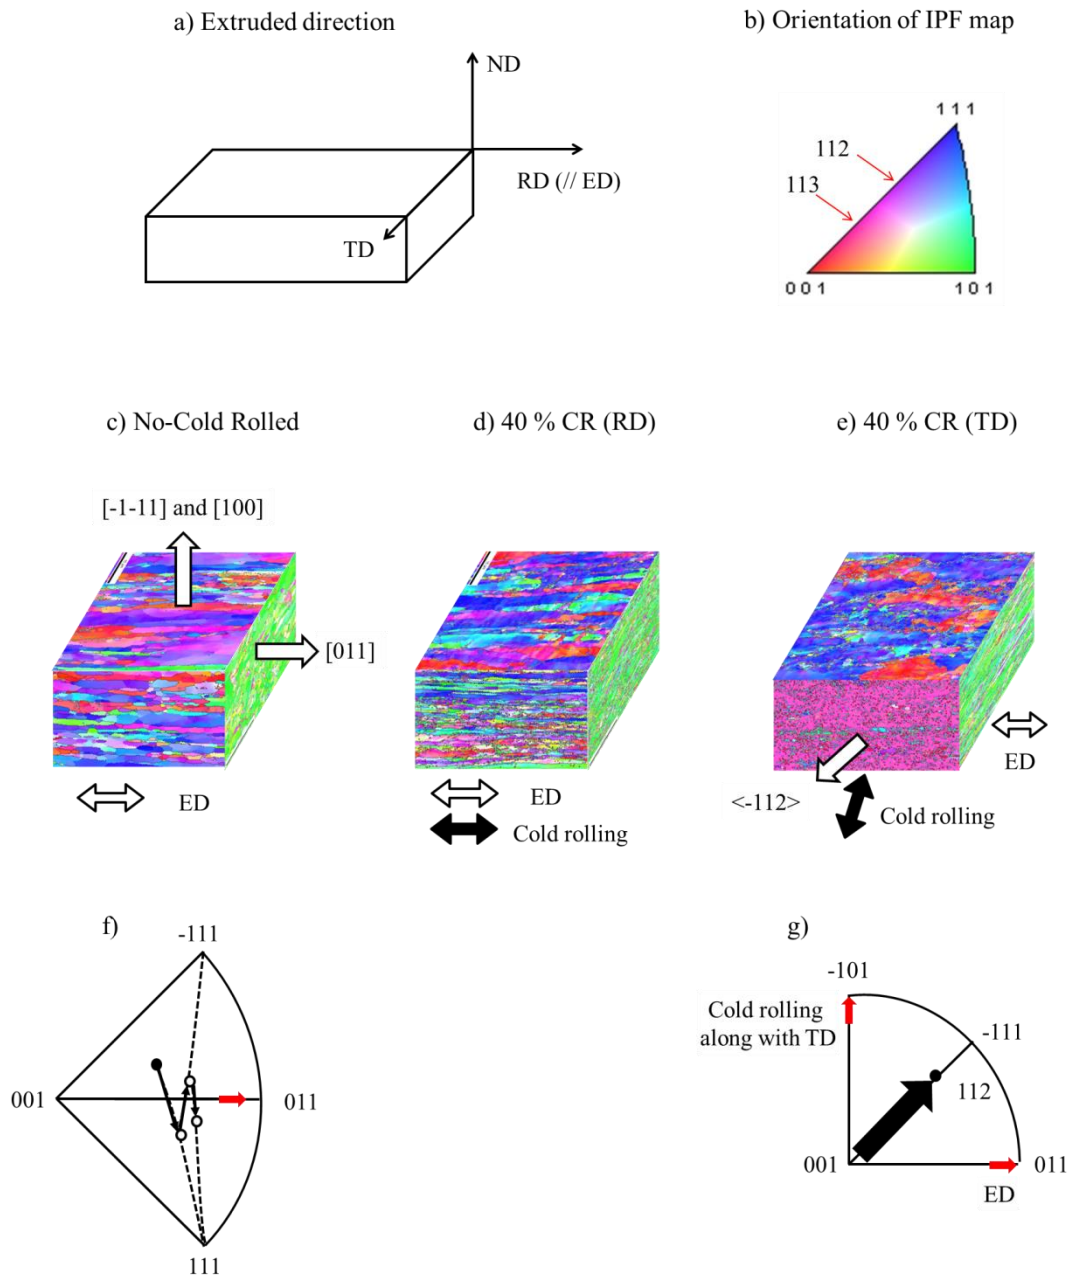 a) Extruded direction
b) Orientation of IPF map
ND
RD (// ED)
TD
111
112
113
001
101
c) No-Cold Rolled
d) 40 % CR (RD)
e) 40 % CR (TD)
[-1-11] and [100]
[011]
ED
ED
Cold rolling
<-112>
ED
Cold rolling
f)
-111
001
011
111
g)
-101
Cold rolling
along with TD
-111
112
001
011
ED